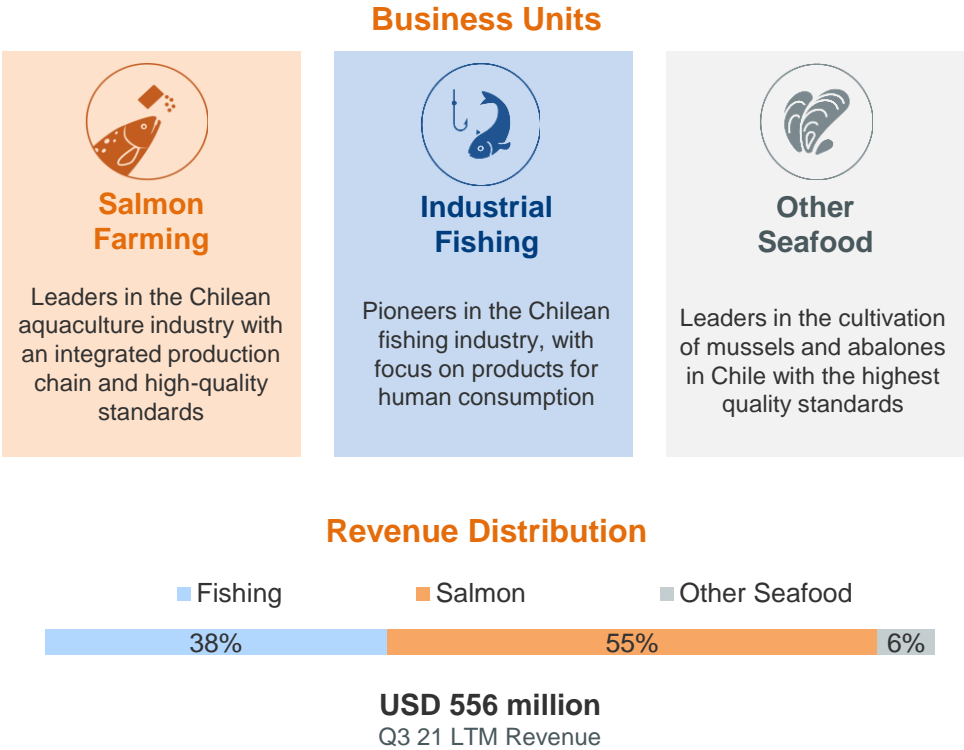 Business Units
Salmon
Farming
Leaders in the Chilean
aquaculture industry with
an integrated production
chain and high-quality
standards
Industrial
Fishing
Pioneers in the Chilean
fishing industry, with
focus on products for
human consumption
Other
Seafood
Leaders in the cultivation
of mussels and abalones
in Chile with the highest
quality standards
Revenue Distribution
Fishing Salmon Other Seafood
38% 55% 6%
USD 556 million
Q3 21 LTM Revenue